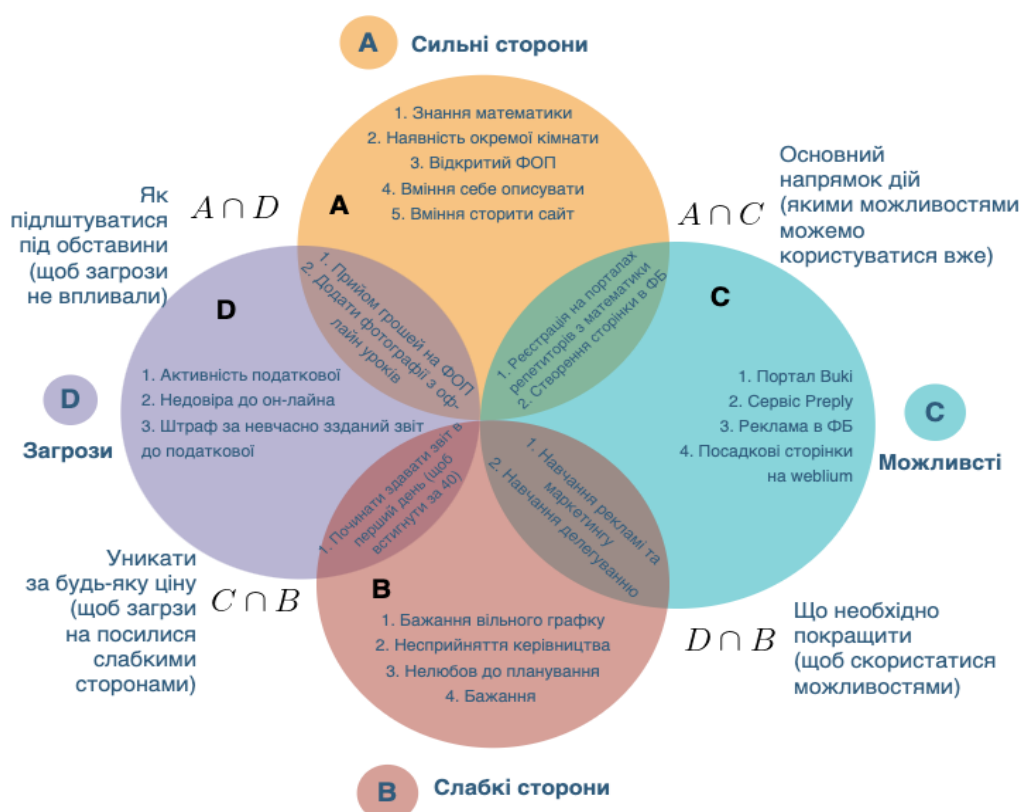 A Сильні сторони
1. Знання математики
2. Наявність окремої кімнати
3. Відкритий ФОП
4. Вміння себе описувати
5. Вміння сторити сайт
A
Як
підлштуватися
під обставини
(щоб загрози
не впливали)
A ∩ D
Основний
напрямок дій
(якими можливостями
можемо
користуватися вже)
A ∩ C
1. Прийом грошей на ФОП
2. Додати фотографії з оф-
лайн уроків
1. Реєстрація на порталах
репетиторів з математики
2. Створення сторінки в ФБ
D
1. Активність податкової
2. Недовіра до он-лайна
3. Штраф за невчасно ззданий звіт
до податкової
D
Загрози
C
1. Портал Buki
2. Сервіс Preply
3. Реклама в ФБ
4. Посадкові сторінки
на weblium
C
Можливсті
1. Починати здавати звіт в
перший день (щоб
встигнути за 40)
1. Навчання рекламі та
маркетингу
2. Навчання делегуванню
Уникати
за будь-яку ціну
(щоб загрзи
на посилися
слабкими
сторонами)
C ∩ B
B
1. Бажання вільного графку
2. Несприйняття керівництва
3. Нелюбов до планування
4. Бажання
D ∩ B
Що необхідно
покращити
(щоб скористатися
можливостями)
B Слабкі сторони